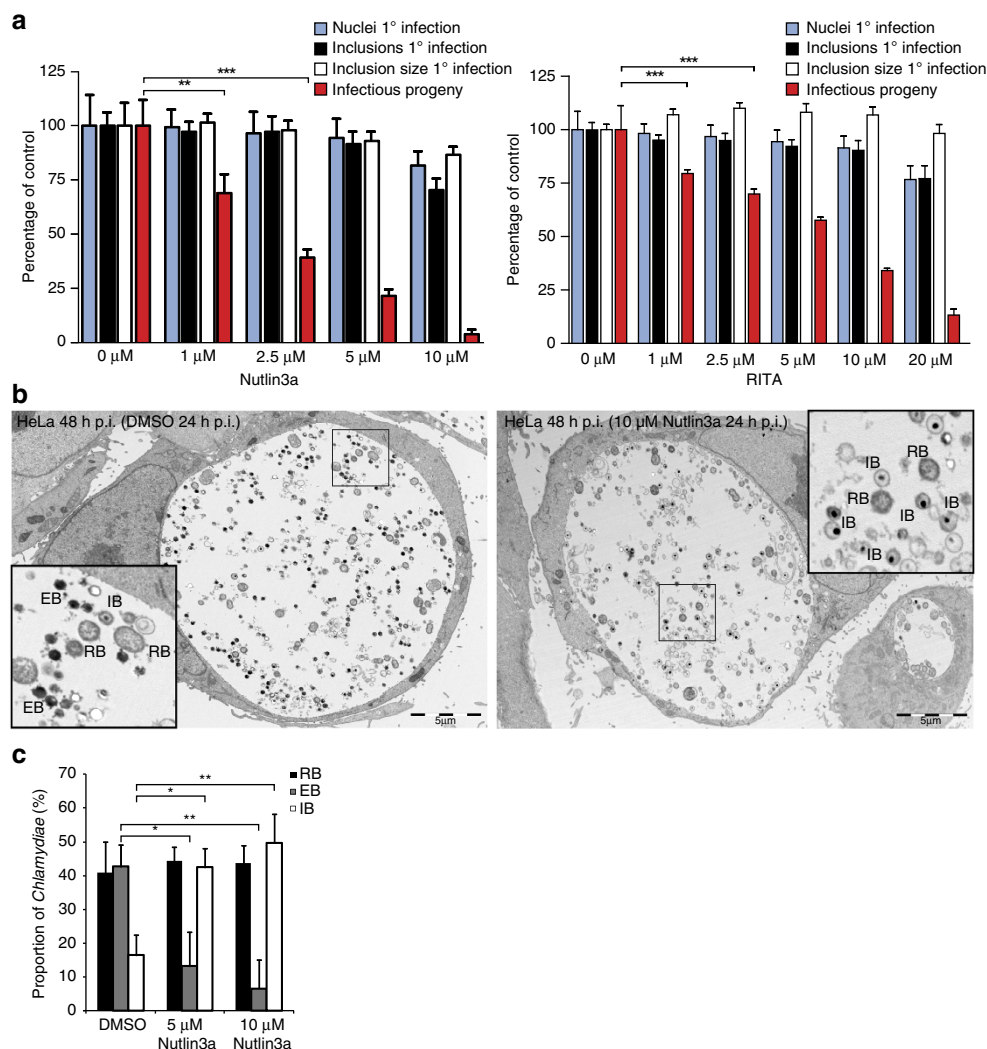 a
Nuclei 1° infection
Inclusions 1° infection
Inclusion size 1° infection
Infectious progeny
***
**
125
100
75
50
25
0
Percentage of control
0 µM 1 µM 2.5 µM 5 µM 10 µM
Nutlin3a
Nuclei 1° infection
Inclusions 1° infection
Inclusion size 1° infection
Infectious progeny
***
***
125
100
75
50
25
0
Percentage of control
0 µM 1 µM 2.5 µM 5 µM 10 µM 20 µM
RITA
b
HeLa 48 h p.i. (DMSO 24 h p.i.)
EB IB
RB RB
EB
5µm
HeLa 48 h p.i. (10 µM Nutlin3a 24 h p.i.)
IB RB
RB IB IB
IB
IB
5µm
c
70
60
50
40
30
20
10
0
Proportion of Chlamydiae (%)
RB
EB
IB
**
*
**
*
DMSO 5 µM 10 µM
Nutlin3a Nutlin3a